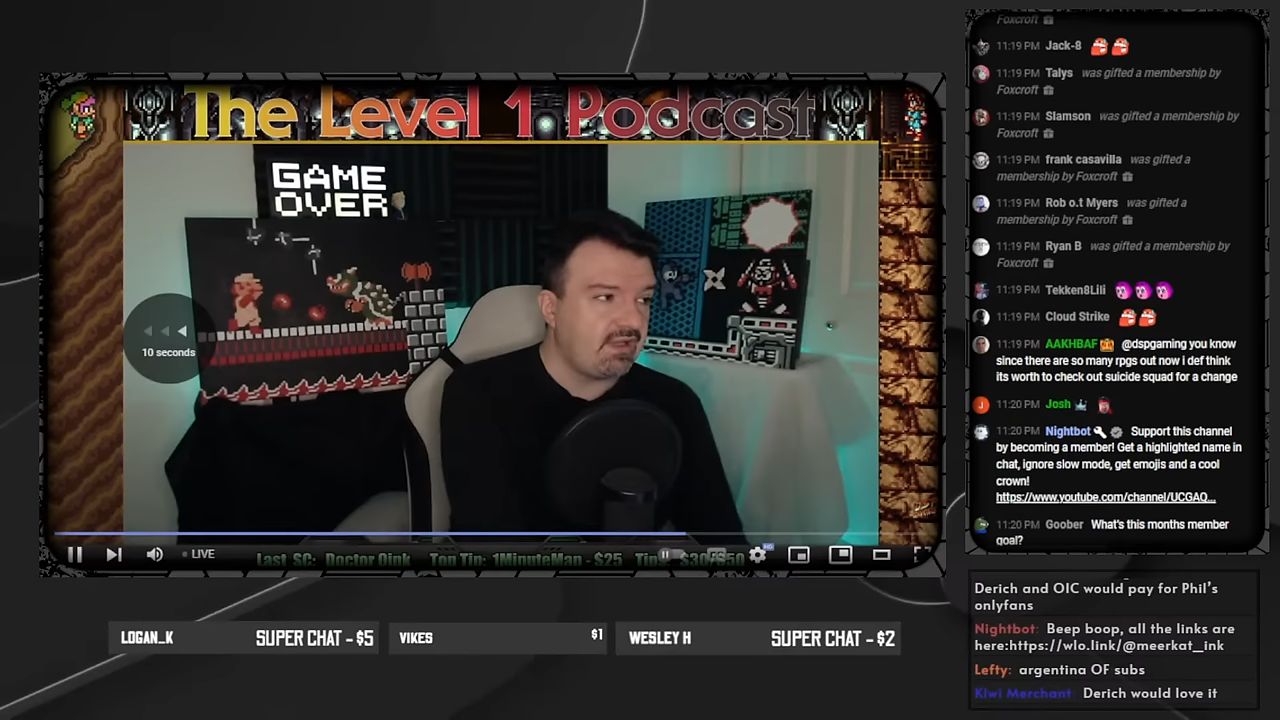 The Level 1 Podcast
GAME
OVER
10 seconds
LIVE
Last SC: Doctor Oink Top Tip: 1MinuteMan - $25 Tips
LOGAN_K SUPER CHAT - $5
VIKES $1
WESLEY H SUPER CHAT - $2
Foxcroft
11:19 PM Jack-8
11:19 PM Talys was gifted a membership by
Foxcroft
11:19 PM Slamson was gifted a membership by
Foxcroft
11:19 PM frank casavilla was gifted a
membership by Foxcroft
11:19 PM Rob o.t Myers was gifted a
membership by Foxcroft
11:19 PM Ryan B was gifted a membership by
Foxcroft
11:19 PM Tekken8Lili
11:19 PM Cloud Strike
11:19 PM AAKHBAF @dspgaming you know
since there are so many rpgs out now i def think
its worth to check out suicide squad for a change
11:20 PM Josh
11:20 PM Nightbot Support this channel
by becoming a member! Get a highlighted name in
chat, ignore slow mode, get emojis and a cool
crown!
https://www.youtube.com/channel/UCGAO...
11:20 PM Goober What's this months member
goal?
Derich and OIC would pay for Phil's
onlyfans
Nightbot: Beep boop, all the links are
here:https://wlo.link/@meerkat_ink
Lefty: argentina OF subs
Kiwi Merchant: Derich would love it